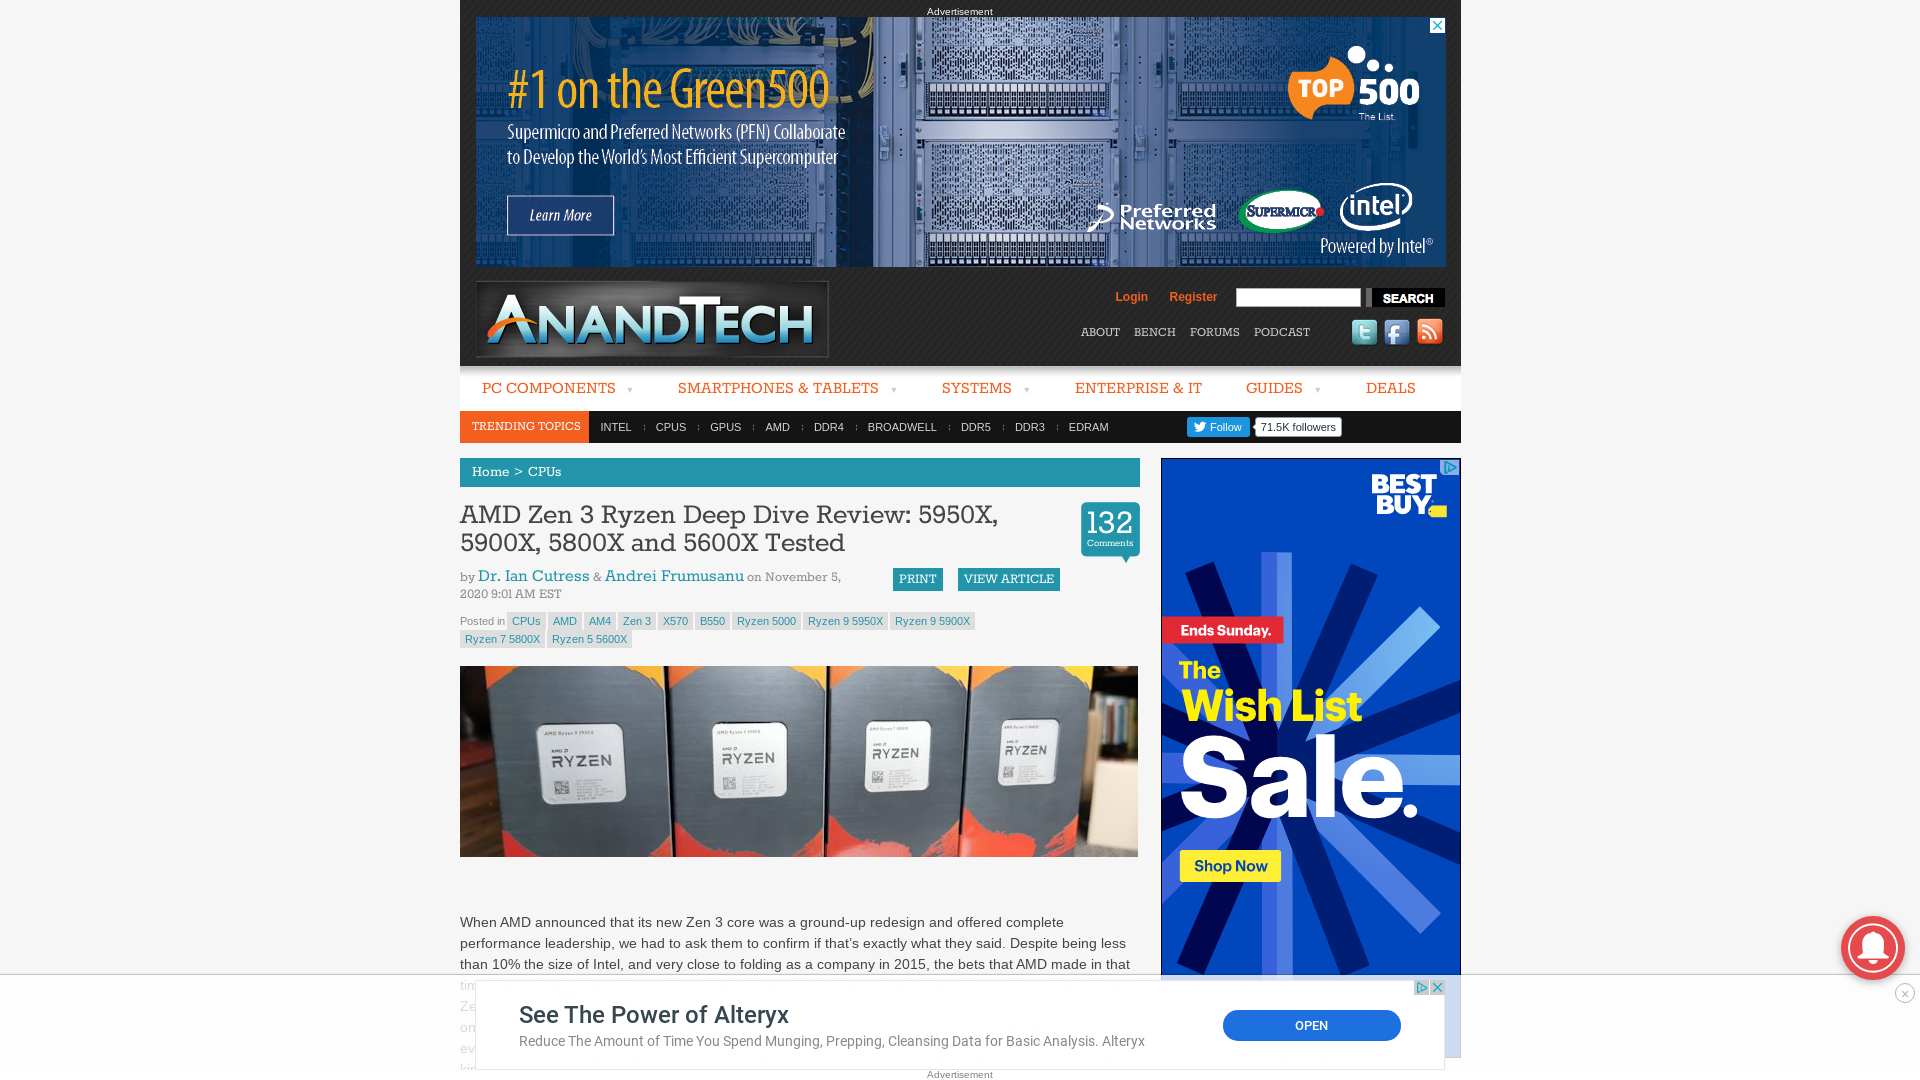 Advertisement
#1 on the Green500
Supermicro and Preferred Networks (PFN) Collaborate
to Develop the World's Most Efficient Supercomputer
Learn More
TOP 500
The List.
Preferred Networks
SUPERMICR
intel
Powered by Intel®
ANANDTECH
Login Register SEARCH
ABOUT BENCH FORUMS PODCAST
PC COMPONENTS ▼ SMARTPHONES & TABLETS ▼ SYSTEMS ▼ ENTERPRISE & IT GUIDES ▼ DEALS
TRENDING TOPICS INTEL CPUS GPUS AMD DDR4 BROADWELL DDR5 DDR3 EDRAM Follow 71.5K followers
Home > CPUs
AMD Zen 3 Ryzen Deep Dive Review: 5950X,
5900X, 5800X and 5600X Tested
132
Comments
by Dr. Ian Cutress & Andrei Frumusanu on November 5,
2020 9:01 AM EST
PRINT VIEW ARTICLE
Posted in CPUs AMD AM4 Zen 3 X570 B550 Ryzen 5000 Ryzen 9 5950X Ryzen 9 5900X
Ryzen 7 5800X Ryzen 5 5600X
AMD
RYZEN
AMD
RYZEN
AMD
RYZEN
AMD
RYZEN
When AMD announced that its new Zen 3 core was a ground-up redesign and offered complete
performance leadership, we had to ask them to confirm if that's exactly what they said. Despite being less
than 10% the size of Intel, and very close to folding as a company in 2015, the bets that AMD made in that
BEST
BUY
Ends Sunday.
The
Wish List
Sale.
Shop Now
See The Power of Alteryx
Reduce The Amount of Time You Spend Munging, Prepping, Cleansing Data for Basic Analysis. Alteryx
OPEN
Advertisement